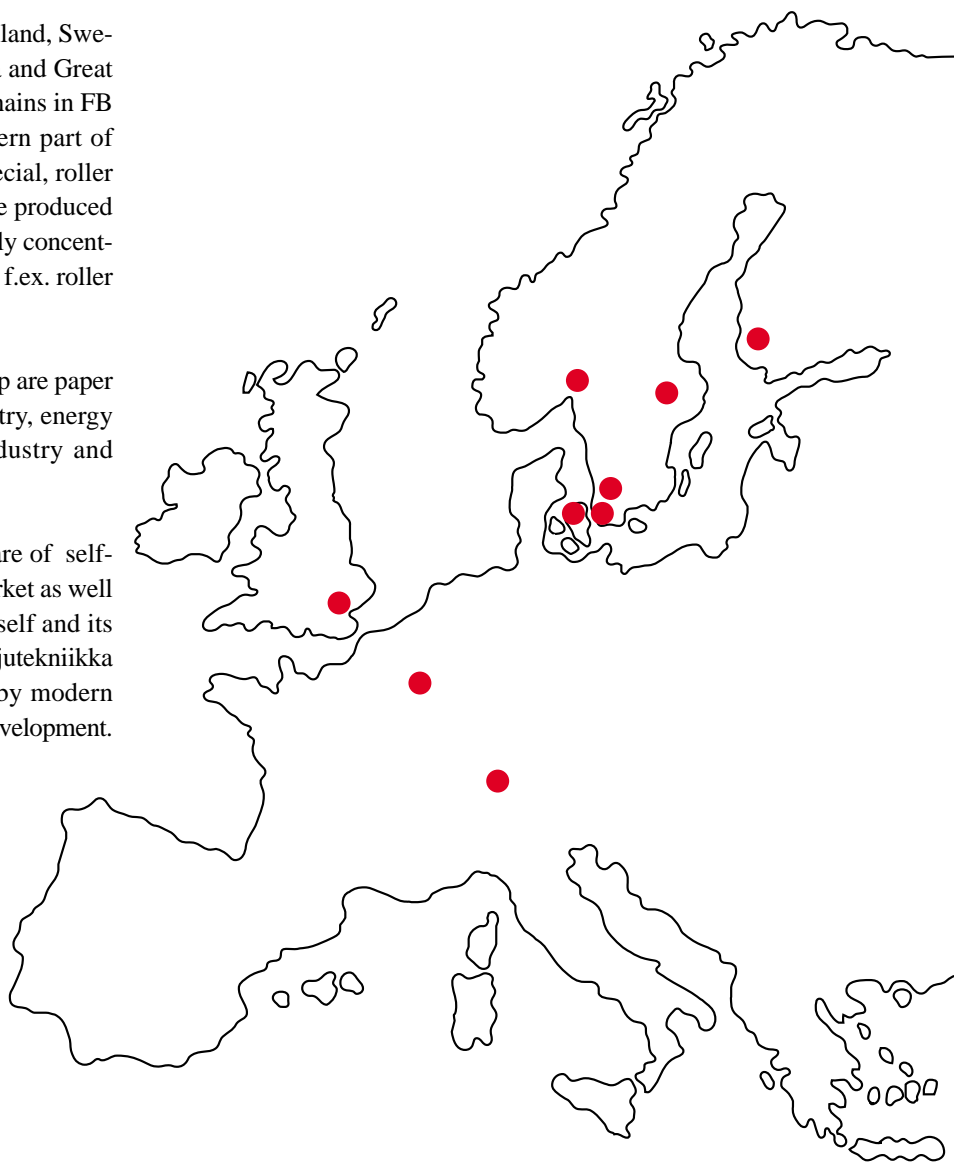 land, Swe-
and Great
hains in FB
ern part of
ecial, roller
e produced
ly concent-
f.ex. roller
p are paper
try, energy
dustry and
are of self-
rket as well
self and its
jutekniikka
by modern
velopment.